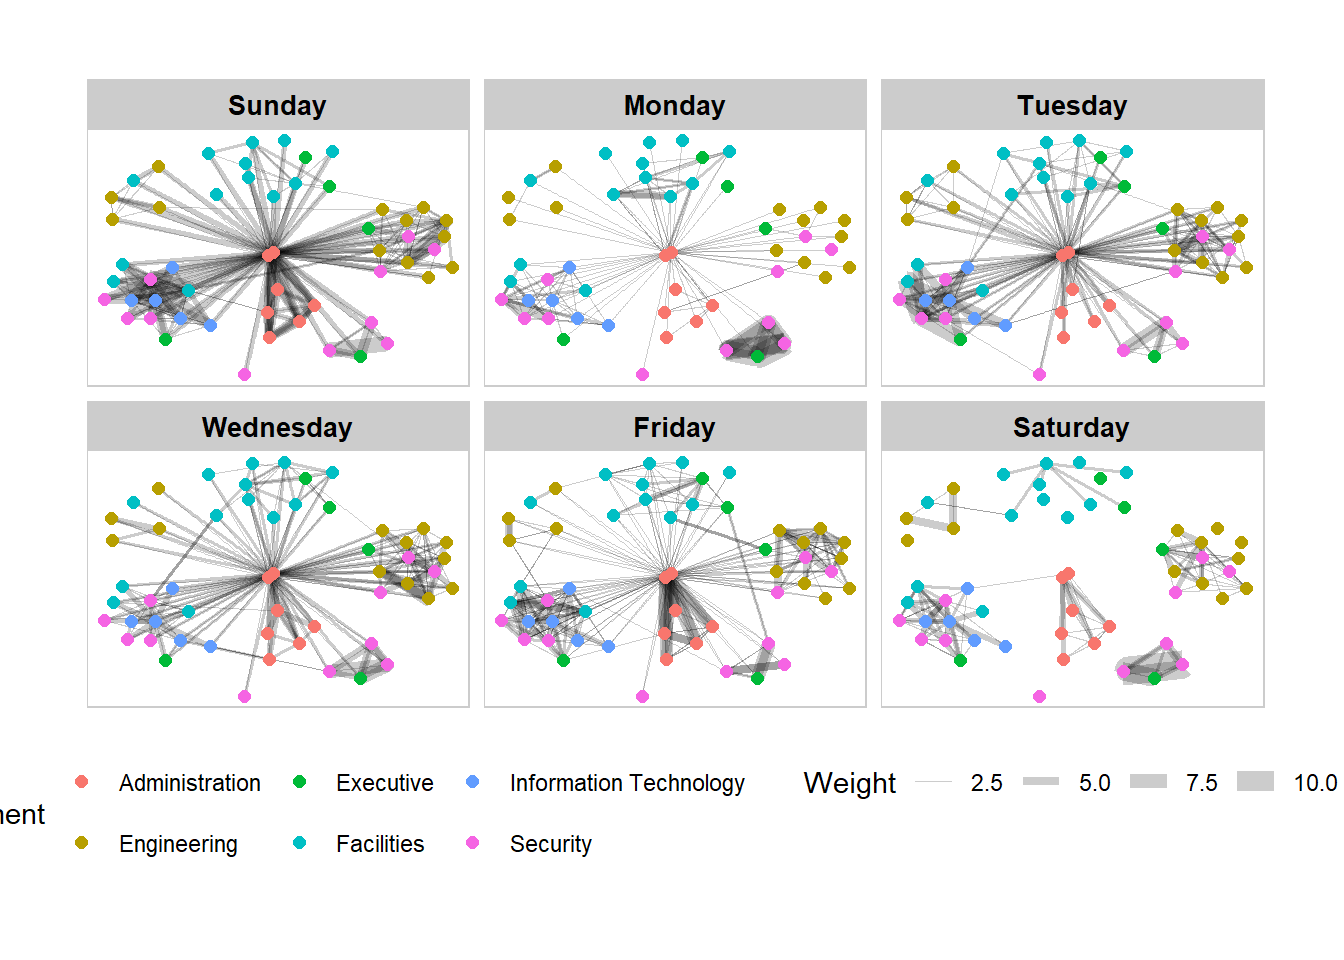 Sunday
Monday
Tuesday
Wednesday
Friday
Saturday
Administration
Executive
Information Technology
Weight
2.5
5.0
7.5
10.0
Engineering
Facilities
Security